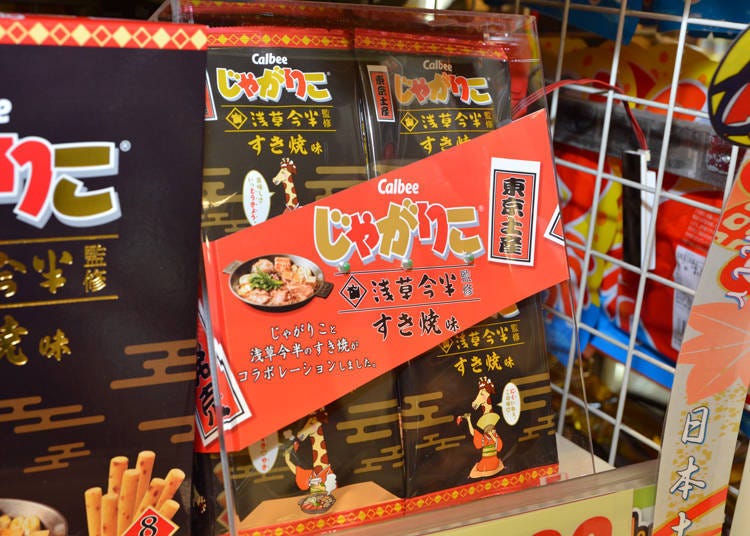 Calbee
じゃがりこ®
浅草今半 監修
すき焼味
東京土産
Calbee
じゃがりこ
浅草今半 監修
すき焼味
Calbee
じゃがりこ®
東京土産
浅草今半 監修
すき焼味
じゃがりこと
浅草今半のすき焼が
コラボレーションしました。
りこ®
今半 監修
焼味
8
浅草今半
すき焼味
日本土